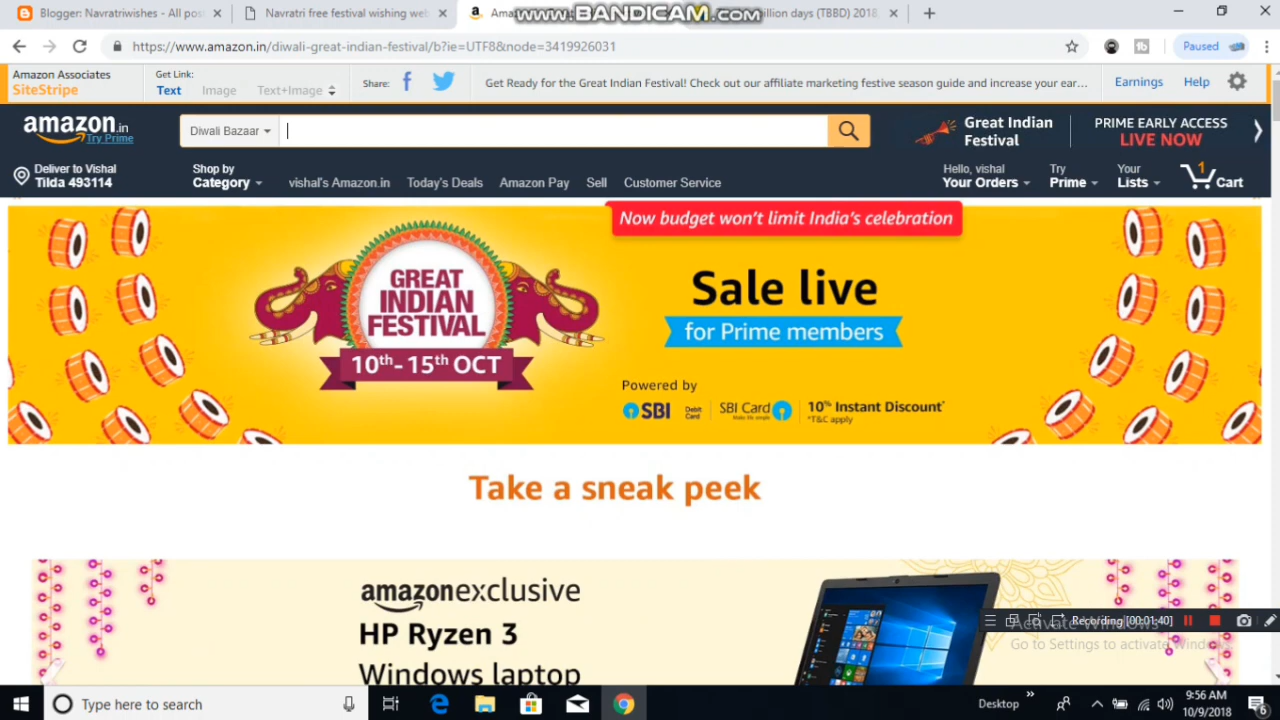 Blogger: Navratriwishes - All pos
Navratri free festival wishing web
www.BANDICAM.com
Ama
llion days (TBBD) 2018
https://www.amazon.in/diwali-great-indian-festival/b?ie=UTF8&node=3419926031
Paused
Amazon Associates
SiteStripe
Get Link:
Text Image Text+Image
Share:
Get Ready for the Great Indian Festival! Check out our affiliate marketing festive season guide and increase your ear...
Earnings Help
amazon.in
Try Prime
Diwali Bazaar
Great Indian
Festival
PRIME EARLY ACCESS
LIVE NOW
Deliver to Vishal
Tilda 493114
Shop by
Category
vishal's Amazon.in Today's Deals Amazon Pay Sell Customer Service
Hello, vishal
Your Orders
Try
Prime
Your
Lists
1
Cart
Now budget won't limit India's celebration
GREAT
INDIAN
FESTIVAL
10th-15th OCT
Sale live
for Prime members
Powered by
SBI Debit Card
SBI Card
Make life simple
10% Instant Discount*
*T&C apply
Take a sneak peek
amazonexclusive
HP Ryzen 3
Windows laptop
Recording [00:01:40]
Activate Windows
Go to Settings to activate Windows.
Type here to search
Desktop
9:56 AM
10/9/2018
6